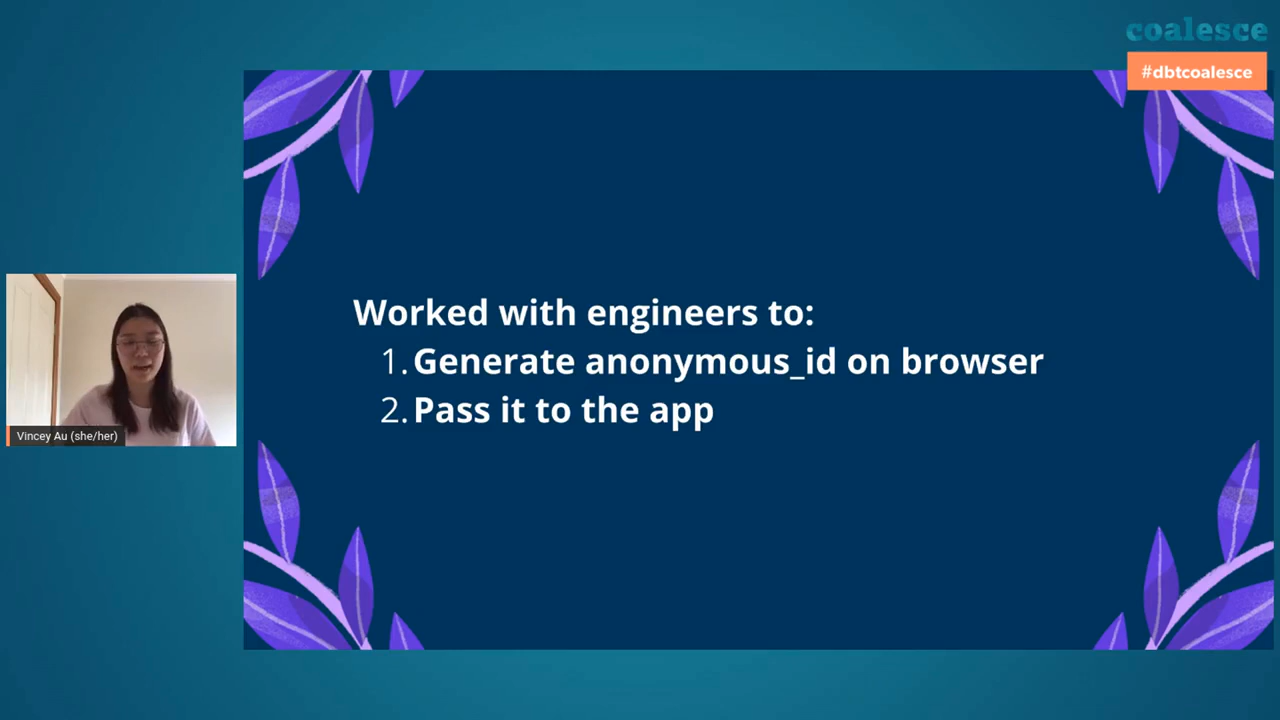 coalesce
#dbtcoalesce
Worked with engineers to:
1. Generate anonymous_id on browser
2. Pass it to the app
Vincey Au (she/her)